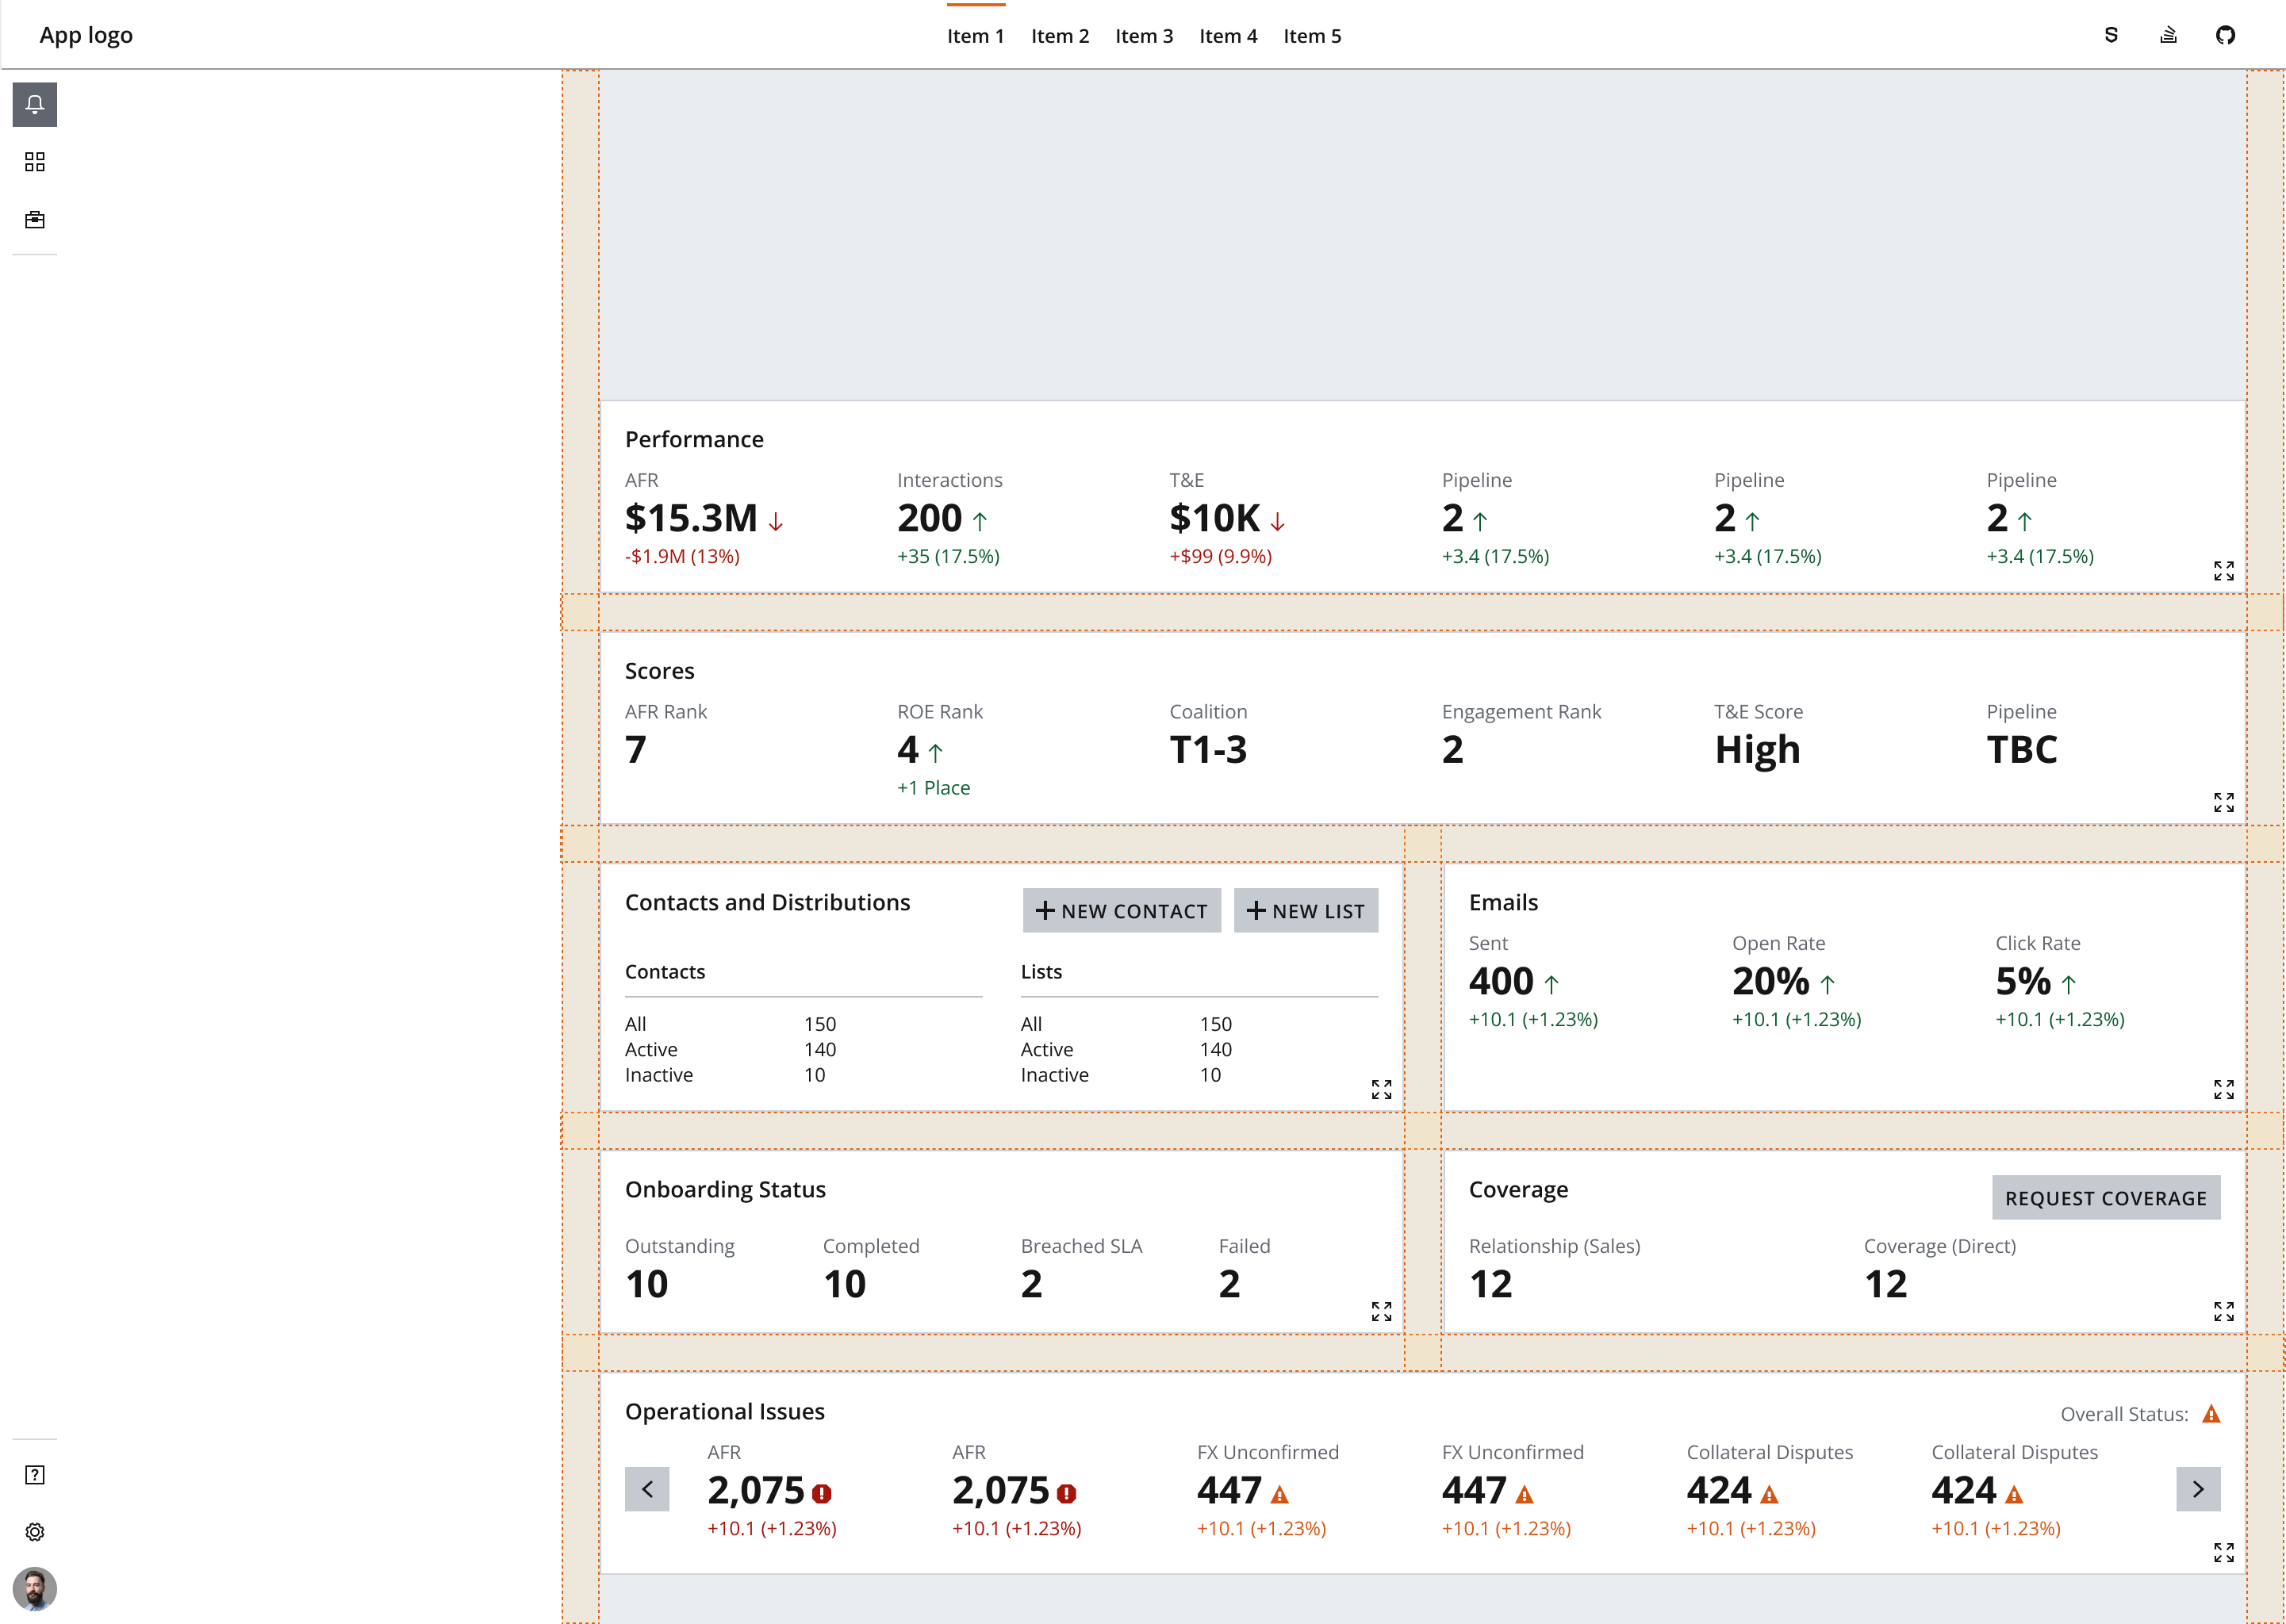 App logo
Item 1 Item 2 Item 3 Item 4 Item 5
Performance
AFR Interactions T&E Pipeline Pipeline Pipeline
$15.3M 200 $10K 2 2 2
-$1.9M (13%) +35 (17.5%) +$99 (9.9%) +3.4 (17.5%) +3.4 (17.5%) +3.4 (17.5%)
Scores
AFR Rank ROE Rank Coalition Engagement Rank T&E Score Pipeline
7 4 T1-3 2 High TBC
+1 Place
Contacts and Distributions
NEW CONTACT NEW LIST
Contacts Lists
All 150 All 150
Active 140 Active 140
Inactive 10 Inactive 10
Emails
Sent Open Rate Click Rate
400 20% 5%
+10.1 (+1.23%) +10.1 (+1.23%) +10.1 (+1.23%)
Onboarding Status
Outstanding Completed Breached SLA Failed
10 10 2 2
Coverage
REQUEST COVERAGE
Relationship (Sales) Coverage (Direct)
12 12
Operational Issues
Overall Status:
AFR AFR FX Unconfirmed FX Unconfirmed Collateral Disputes Collateral Disputes
2,075 2,075 447 447 424 424
+10.1 (+1.23%) +10.1 (+1.23%) +10.1 (+1.23%) +10.1 (+1.23%) +10.1 (+1.23%) +10.1 (+1.23%)